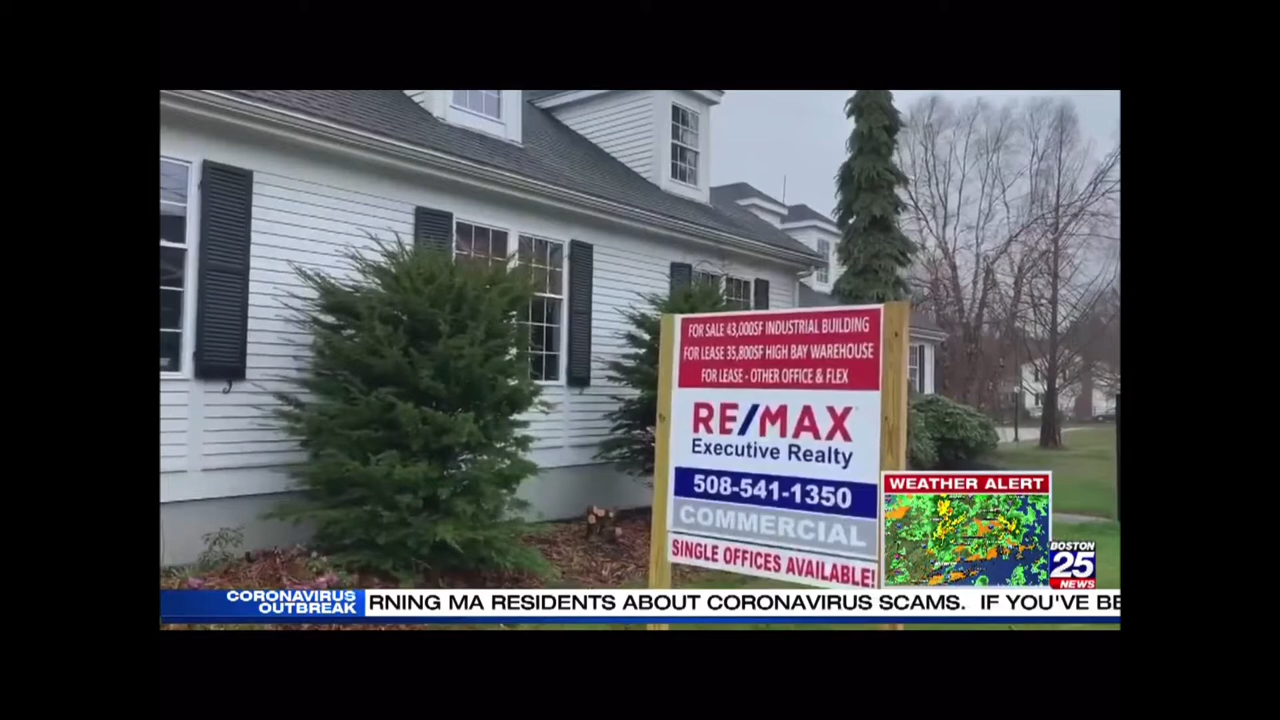 FOR SALE 43,000SF INDUSTRIAL BUILDING
FOR LEASE 35,800SF HIGH BAY WAREHOUSE
FOR LEASE - OTHER OFFICE & FLEX
RE/MAX
Executive Realty
508-541-1350
COMMERCIAL
SINGLE OFFICES AVAILABLE!
WEATHER ALERT
BOSTON
25
NEWS
CORONAVIRUS
OUTBREAK
RNING MA RESIDENTS ABOUT CORONAVIRUS SCAMS. IF YOU'VE BE